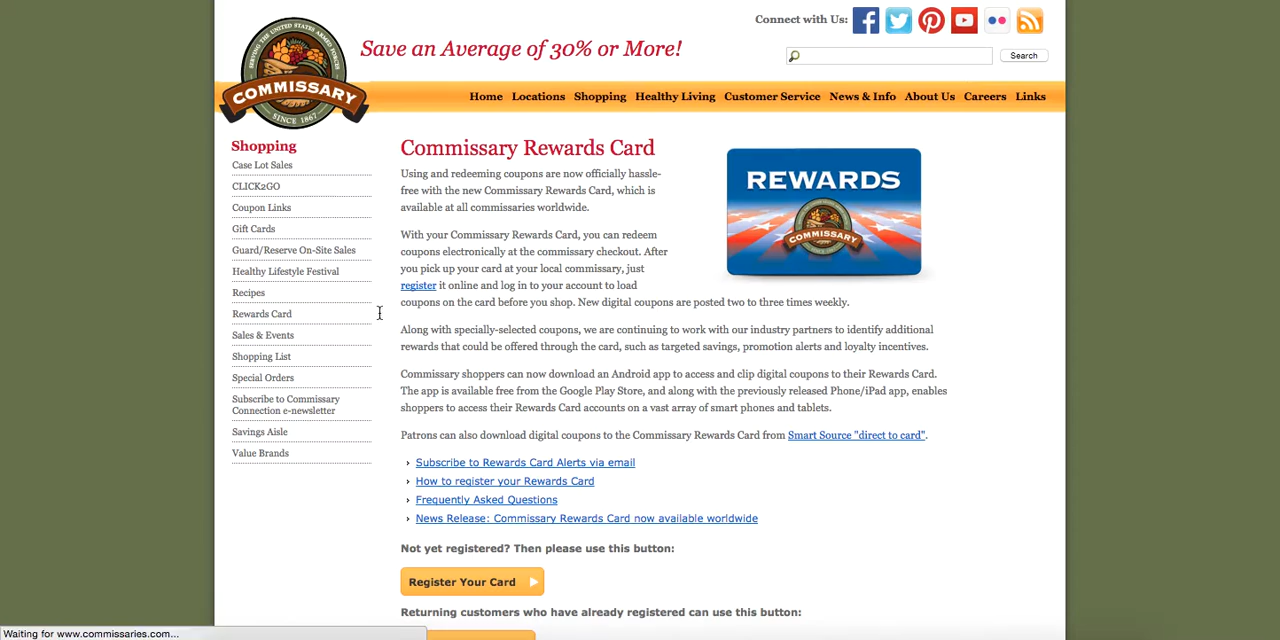 Connect with Us:
Save an Average of 30% or More!
Search
SERVING THE UNITED STATES ARMED FORCES
COMMISSARY
SINCE 1867
Home Locations Shopping Healthy Living Customer Service News & Info About Us Careers Links
Shopping
Case Lot Sales
CLICK2GO
Coupon Links
Gift Cards
Guard/Reserve On-Site Sales
Healthy Lifestyle Festival
Recipes
Rewards Card
Sales & Events
Shopping List
Special Orders
Subscribe to Commissary
Connection e-newsletter
Savings Aisle
Value Brands
Commissary Rewards Card
Using and redeeming coupons are now officially hassle-
free with the new Commissary Rewards Card, which is
available at all commissaries worldwide.
With your Commissary Rewards Card, you can redeem
coupons electronically at the commissary checkout. After
you pick up your card at your local commissary, just
register it online and log in to your account to load
coupons on the card before you shop. New digital coupons are posted two to three times weekly.
REWARDS
COMMISSARY
Along with specially-selected coupons, we are continuing to work with our industry partners to identify additional
rewards that could be offered through the card, such as targeted savings, promotion alerts and loyalty incentives.
Commissary shoppers can now download an Android app to access and clip digital coupons to their Rewards Card.
The app is available free from the Google Play Store, and along with the previously released Phone/iPad app, enables
shoppers to access their Rewards Card accounts on a vast array of smart phones and tablets.
Patrons can also download digital coupons to the Commissary Rewards Card from Smart Source "direct to card".
Subscribe to Rewards Card Alerts via email
How to register your Rewards Card
Frequently Asked Questions
News Release: Commissary Rewards Card now available worldwide
Not yet registered? Then please use this button:
Register Your Card
Returning customers who have already registered can use this button:
Waiting for www.commissaries.com...